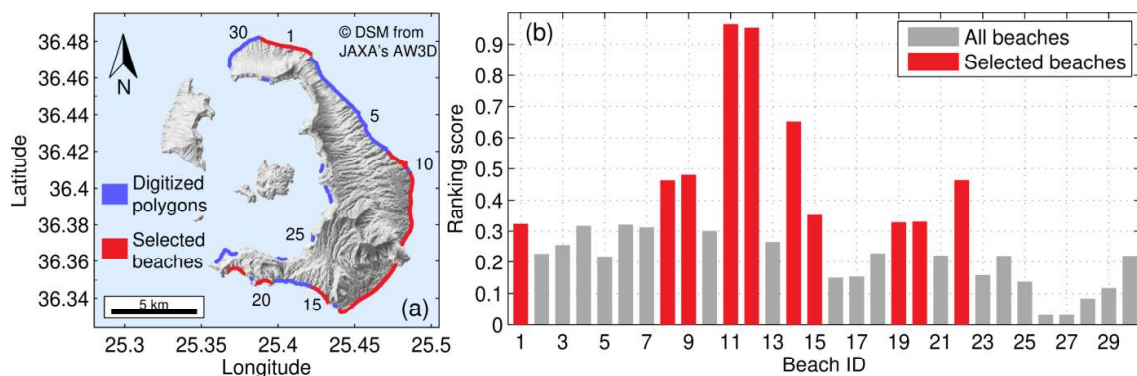 © DSM from
JAXA's AW3D
30
1
5
10
25
20
15
N
Digitized
polygons
Selected
beaches
5 km
(a)
36.48
36.46
36.44
36.42
36.4
36.38
36.36
36.34
Latitude
25.3
25.35
25.4
25.45
25.5
Longitude
(b)
All beaches
Selected beaches
0.9
0.8
0.7
0.6
0.5
0.4
0.3
0.2
0.1
0
Ranking score
1 3 5 7 9 11 13 15 17 19 21 23 25 27 29
Beach ID